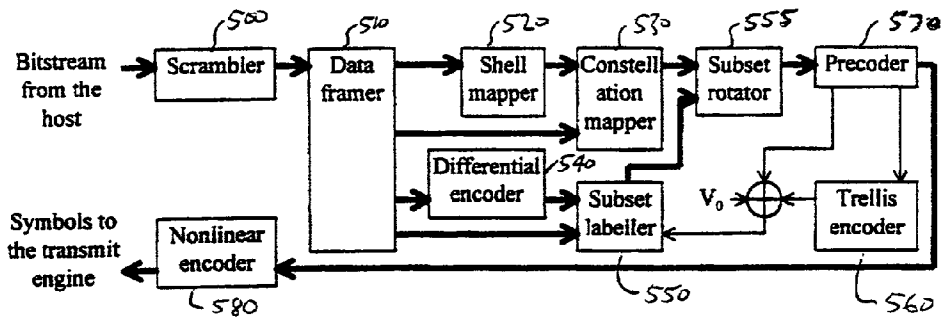 500
510
520
530
555
570
Bitstream
from the
host
Scrambler
Data
framer
Shell
mapper
Constell
ation
mapper
Subset
rotator
Precoder
540
Differential
encoder
V₀
Subset
labeller
Trellis
encoder
Symbols to
the transmit
engine
Nonlinear
encoder
580
550
560